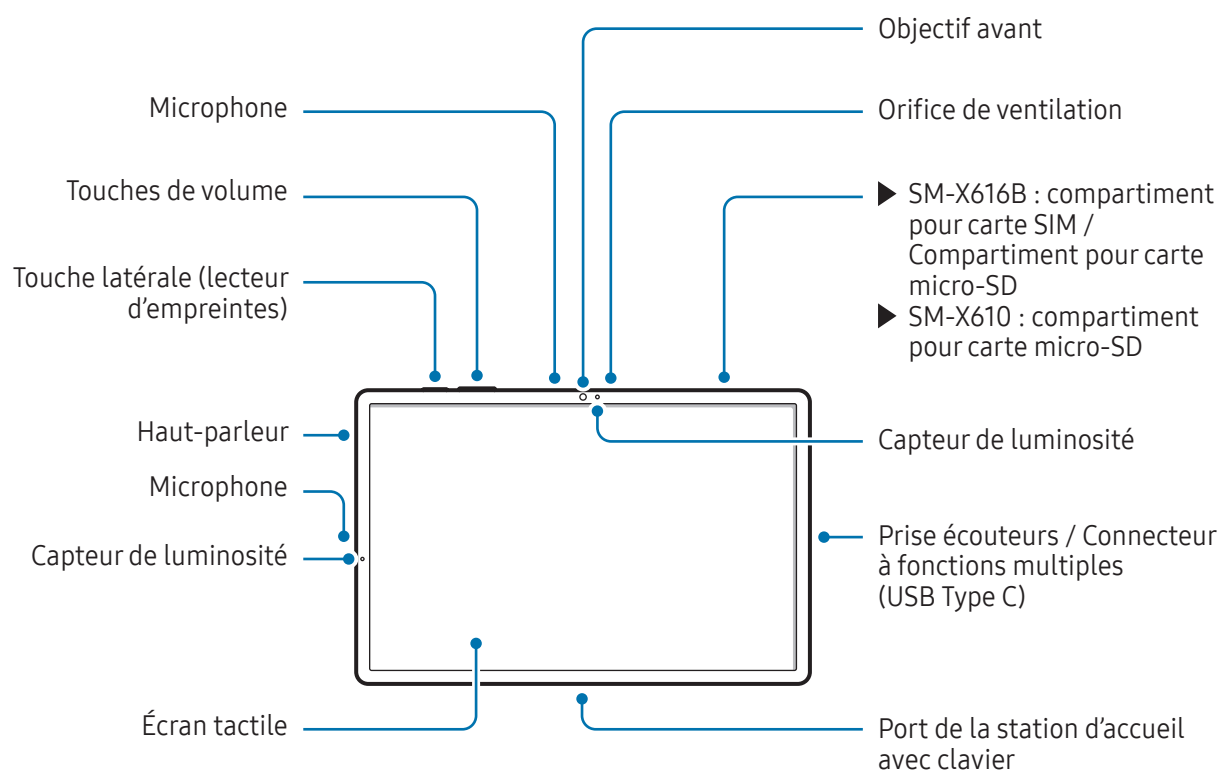 Objectif avant
Microphone
Orifice de ventilation
Touches de volume
▶ SM-X616B : compartiment
pour carte SIM /
Compartiment pour carte
micro-SD
▶ SM-X610 : compartiment
pour carte micro-SD
Touche latérale (lecteur
d’empreintes)
Haut-parleur
Capteur de luminosité
Microphone
Capteur de luminosité
Prise écouteurs / Connecteur
à fonctions multiples
(USB Type C)
Écran tactile
Port de la station d’accueil
avec clavier